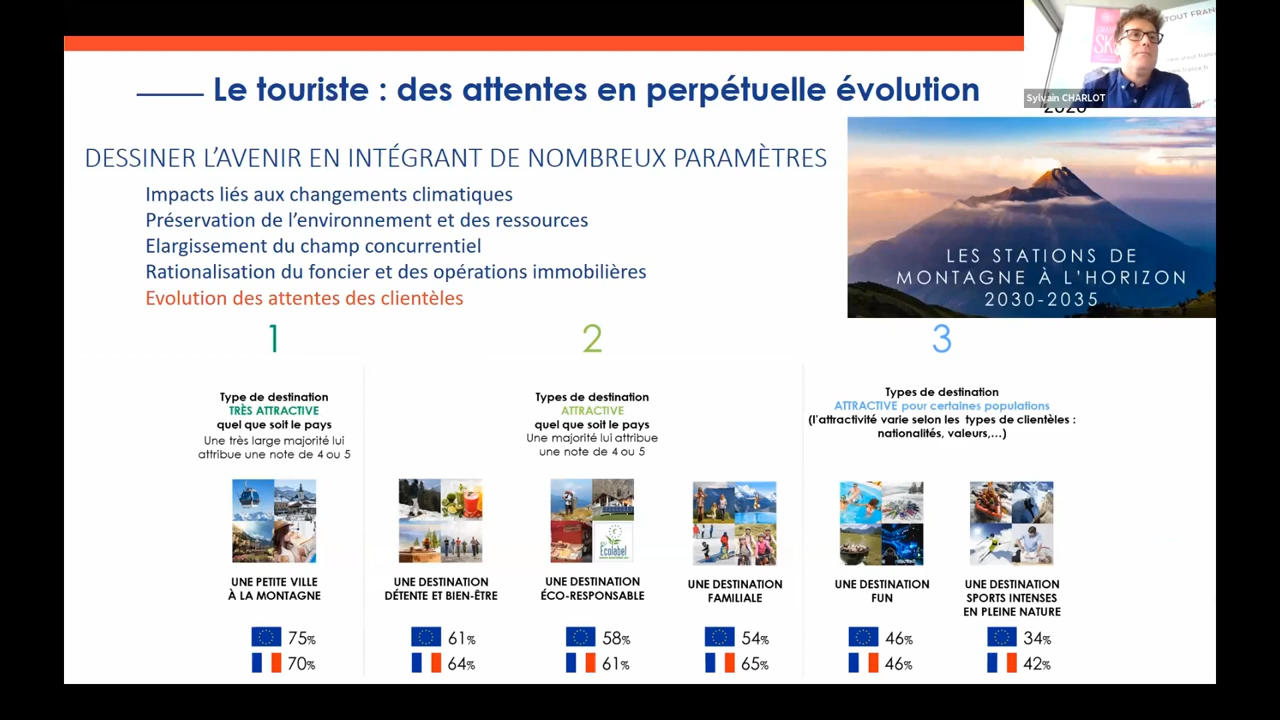 Le touriste : des attentes en perpétuelle évolution
Sylvain CHARLOT
DESSINER L’AVENIR EN INTÉGRANT DE NOMBREUX PARAMÈTRES
Impacts liés aux changements climatiques
Préservation de l’environnement et des ressources
Elargissement du champ concurrentiel
Rationalisation du foncier et des opérations immobilières
Evolution des attentes des clientèles
LES STATIONS DE
MONTAGNE À L’HORIZON
2030-2035
1
Type de destination
TRÈS ATTRACTIVE
quel que soit le pays
Une très large majorité lui
attribue une note de 4 ou 5
2
Types de destination
ATTRACTIVE
quel que soit le pays
Une majorité lui attribue
une note de 4 ou 5
3
Types de destination
ATTRACTIVE pour certaines populations
(l’attractivité varie selon les types de clientèles :
nationalités, valeurs,…)
Ecolabel
UNE PETITE VILLE
À LA MONTAGNE
75%
70%
UNE DESTINATION
DÉTENTE ET BIEN-ÊTRE
61%
64%
UNE DESTINATION
ÉCO-RESPONSABLE
58%
61%
UNE DESTINATION
FAMILIALE
54%
65%
UNE DESTINATION
FUN
46%
46%
UNE DESTINATION
SPORTS INTENSES
EN PLEINE NATURE
34%
42%